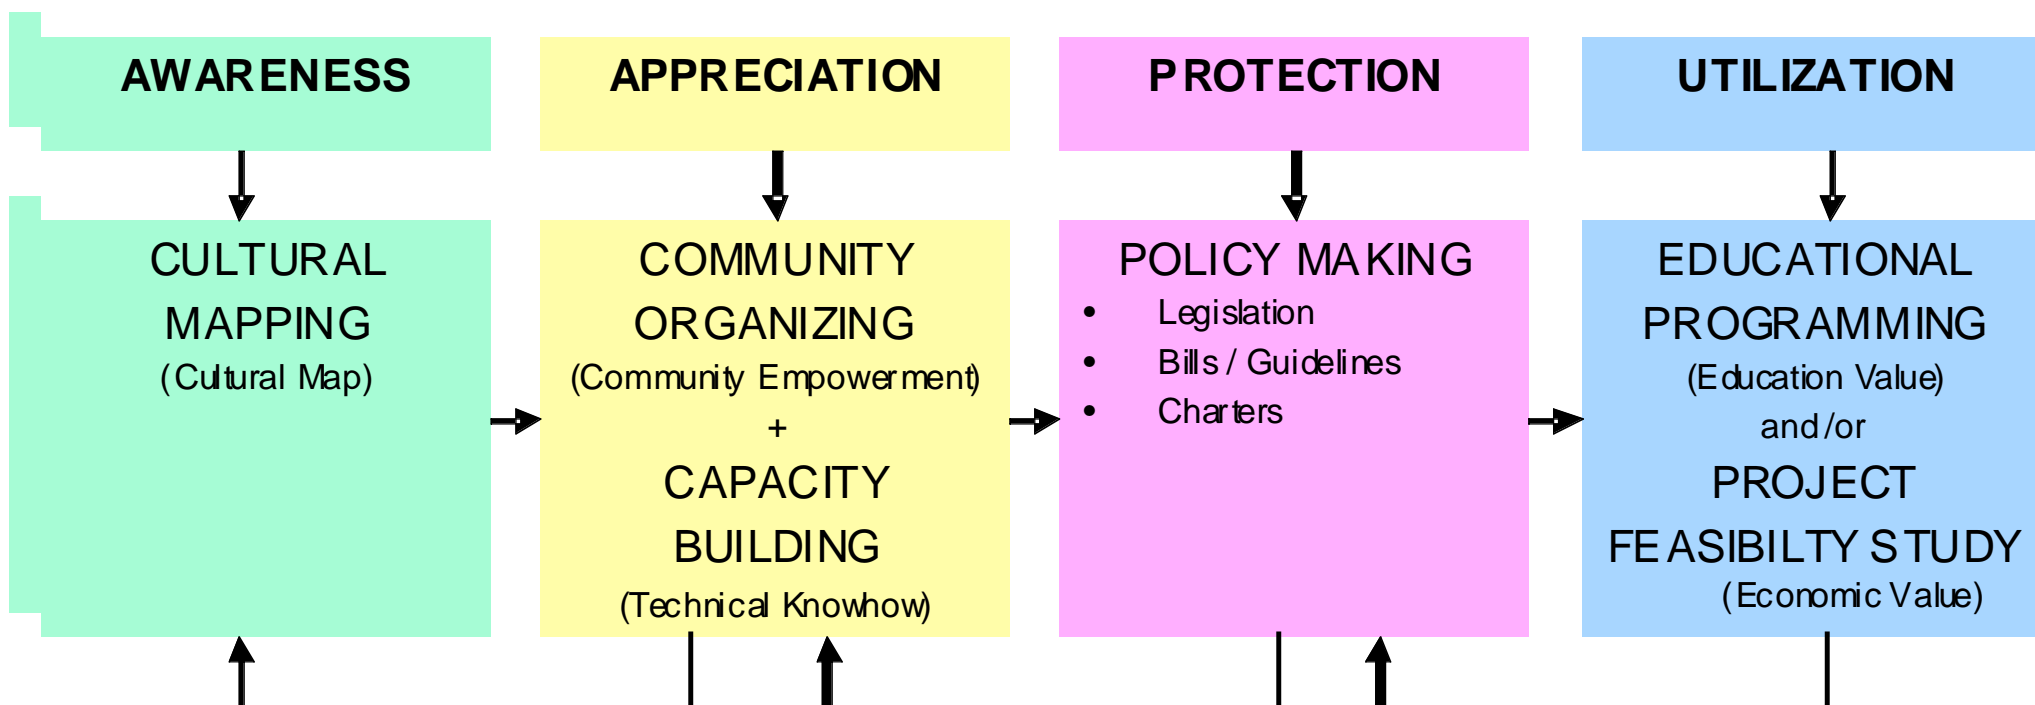 AWARENESS
APPRECIATION
PROTECTION
UTILIZATION
CULTURAL
MAPPING
(Cultural Map)
COMMUNITY
ORGANIZING
(Community Empowerment)
+
CAPACITY
BUILDING
(Technical Knowhow)
POLICY MAKING
• Legislation
• Bills / Guidelines
• Charters
EDUCATIONAL
PROGRAMMING
(Education Value)
and/or
PROJECT
FEASIBILTY STUDY
(Economic Value)